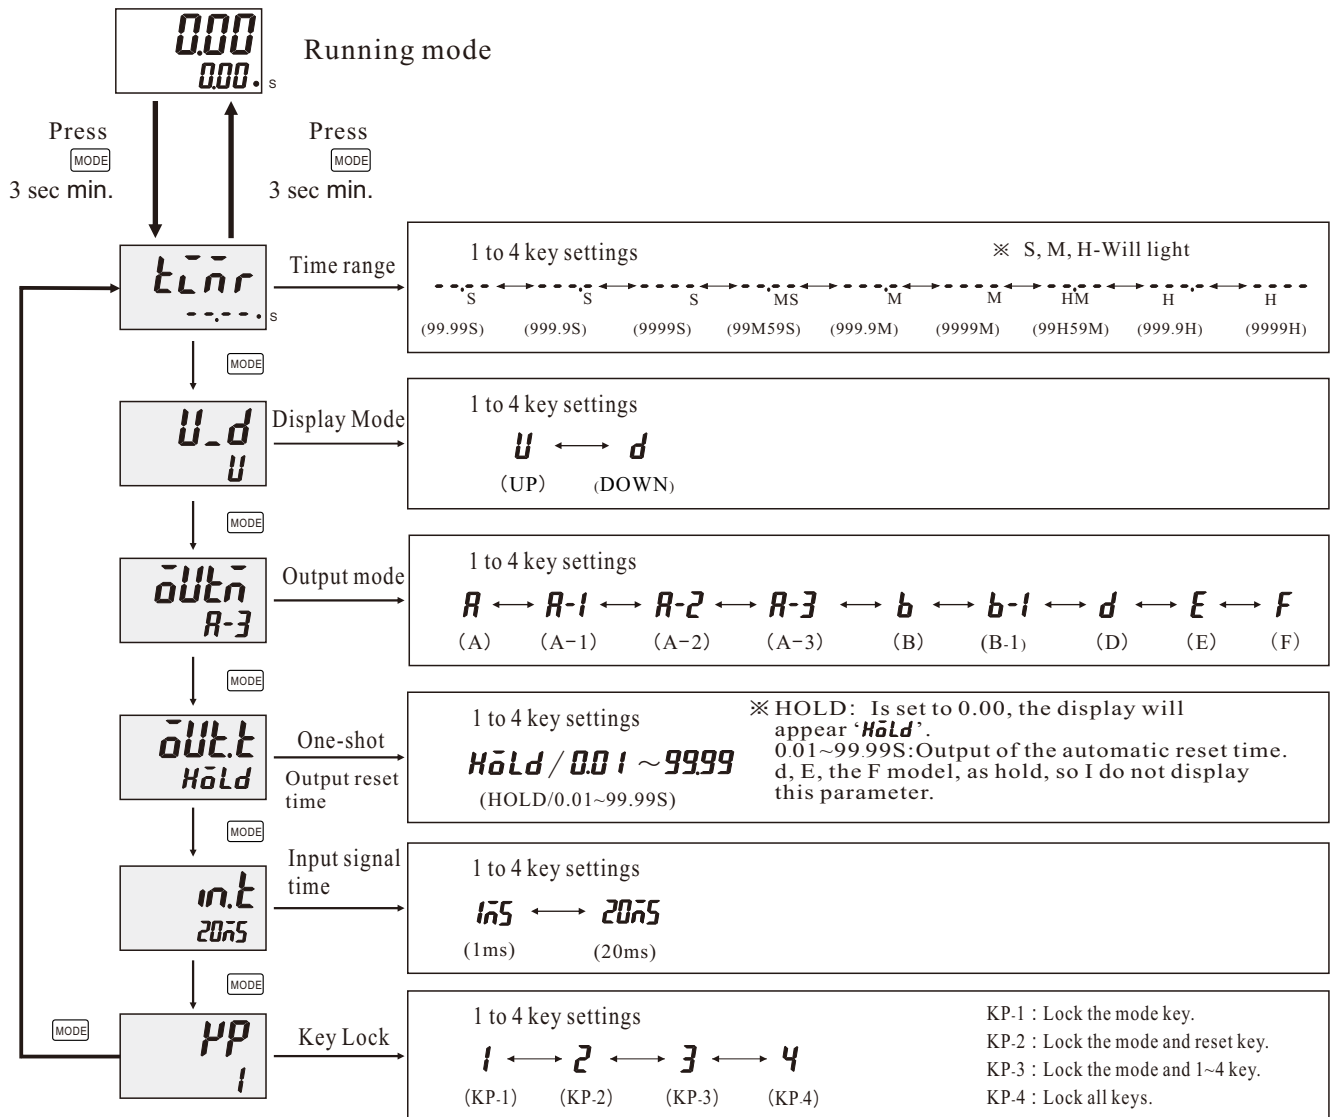 0.00
0.00 S
Running mode
Press
MODE
3 sec min.
Press
MODE
3 sec min.
timr
--.-- S
Time range
1 to 4 key settings
※ S, M, H-Will light
--.-- S ---.- S ---- S --.-- MS ---.- M ---- M --.-- HM ---.- H ---- H
(99.99S) (999.9S) (9999S) (99M59S) (999.9M) (9999M) (99H59M) (999.9H) (9999H)
MODE
U_d
U
Display Mode
1 to 4 key settings
U d
(UP) (DOWN)
MODE
oUtm
A-3
Output mode
1 to 4 key settings
A A-1 A-2 A-3 b b-1 d E F
(A) (A-1) (A-2) (A-3) (B) (B-1) (D) (E) (F)
MODE
oUt.t
HoLd
One-shot
Output reset
time
1 to 4 key settings
HoLd / 0.01 ~ 99.99
(HOLD/0.01~99.99S)
※ HOLD: Is set to 0.00, the display will
appear ‘HoLd’.
0.01~99.99S:Output of the automatic reset time.
d, E, the F model, as hold, so I do not display
this parameter.
MODE
in.t
20mS
Input signal
time
1 to 4 key settings
1mS 20mS
(1ms) (20ms)
MODE
MODE
KP
1
Key Lock
1 to 4 key settings
1 2 3 4
(KP-1) (KP-2) (KP-3) (KP-4)
KP-1 : Lock the mode key.
KP-2 : Lock the mode and reset key.
KP-3 : Lock the mode and 1~4 key.
KP-4 : Lock all keys.